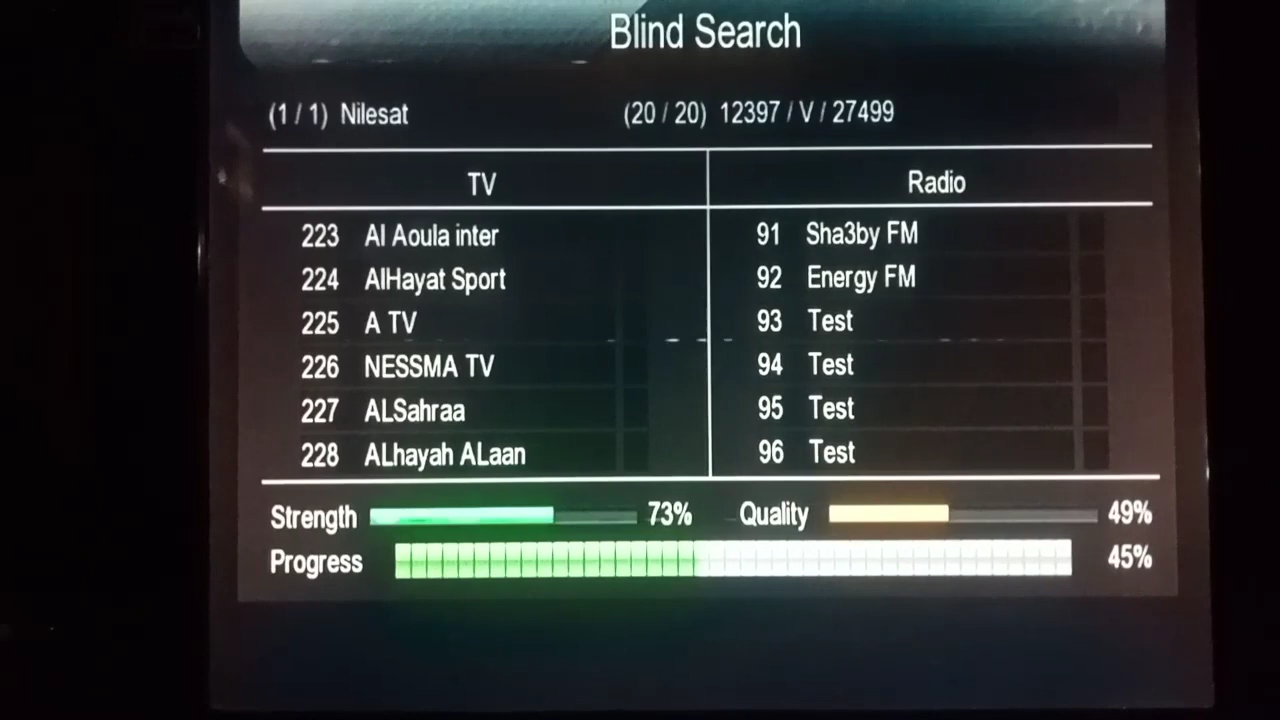 Blind Search
(1 / 1) Nilesat (20 / 20) 12397 / V / 27499
TV Radio
223 Al Aoula inter 91 Sha3by FM
224 AlHayat Sport 92 Energy FM
225 A TV 93 Test
226 NESSMA TV 94 Test
227 ALSahraa 95 Test
228 ALhayah ALaan 96 Test
Strength 73% Quality 49%
Progress 45%